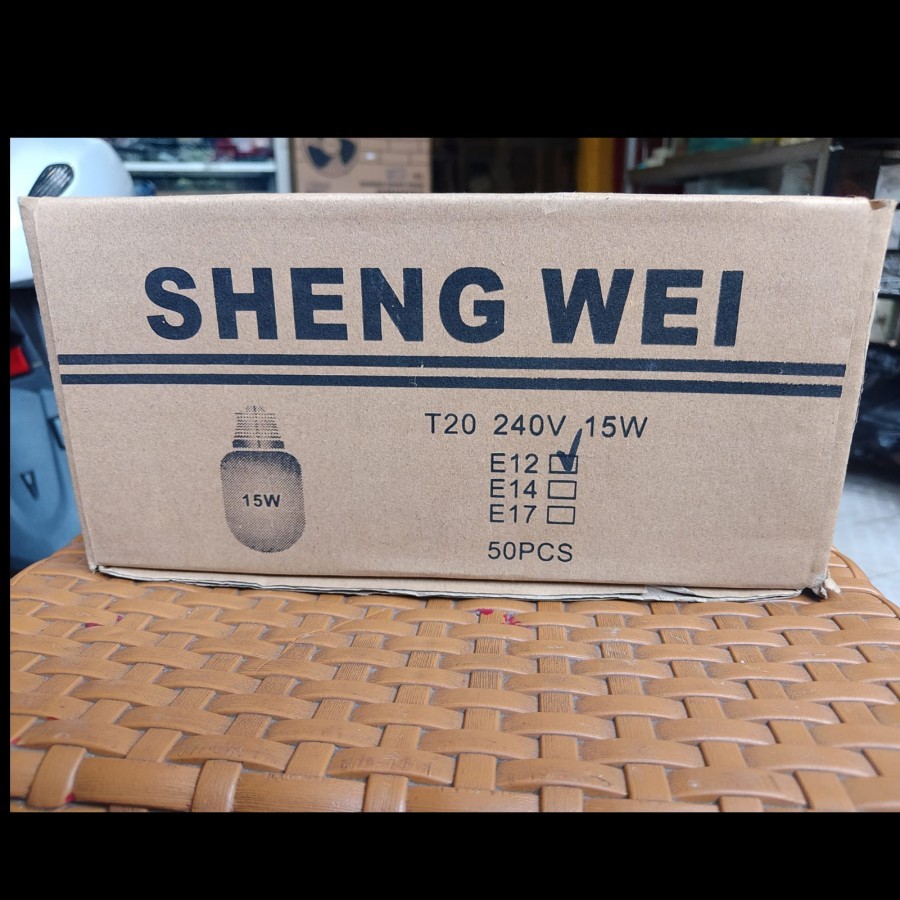 SHENG WEI
15W
T20 240V 15W
E12
E14
E17
50PCS